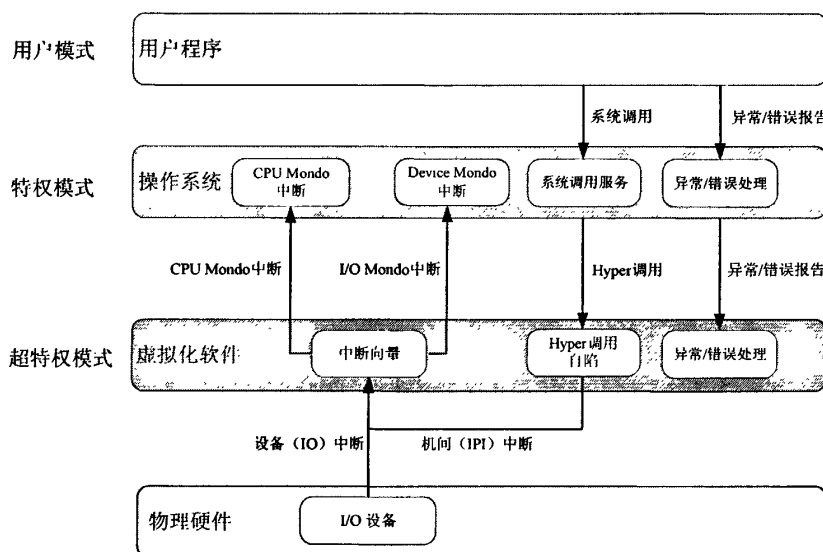 用户模式
用户程序
系统调用
异常/错误报告
特权模式
操作系统
CPU Mondo
中断
Device Mondo
中断
系统调用服务
异常/错误处理
CPU Mondo中断
I/O Mondo中断
Hyper调用
异常/错误报告
超特权模式
虚拟化软件
中断向量
Hyper调用
自陷
异常/错误处理
设备（IO）中断
机间（IPI）中断
物理硬件
I/O 设备